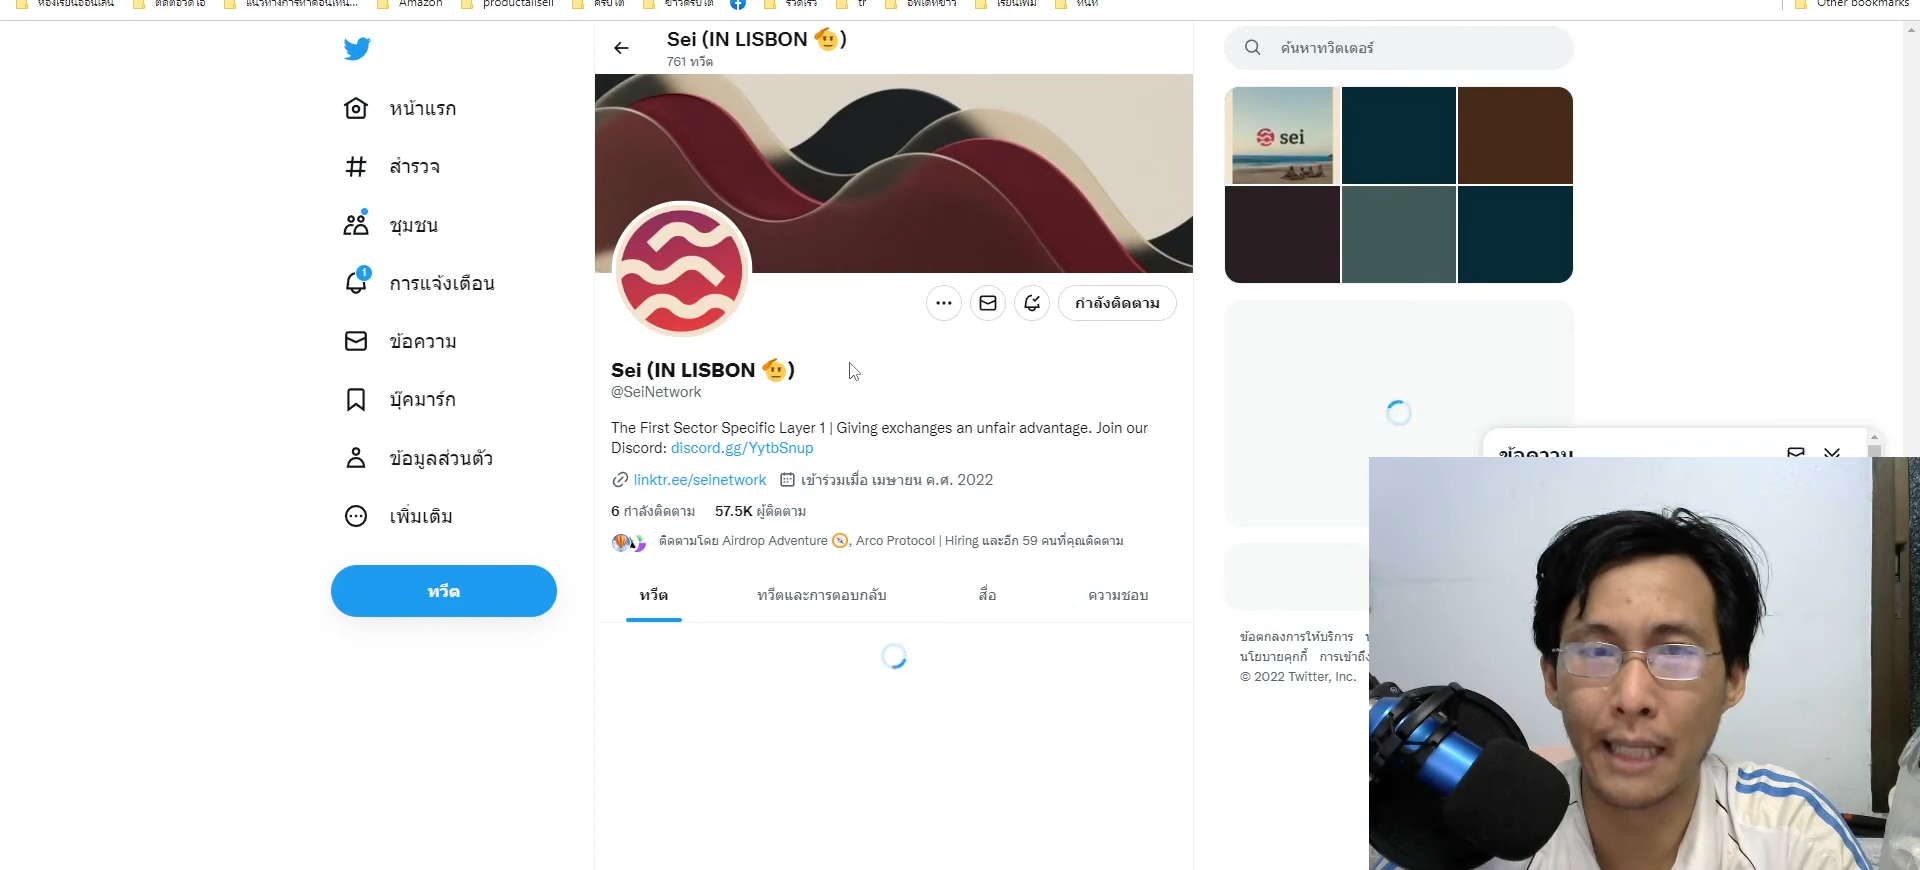 Amazon
productallsell
tr
Other bookmarks
หน้าแรก
สำรวจ
ชุมชน
1
การแจ้งเตือน
ข้อความ
บุ๊คมาร์ก
ข้อมูลส่วนตัว
เพิ่มเติม
ทวีต
Sei (IN LISBON 🫡)
761 ทวีต
กำลังติดตาม
Sei (IN LISBON 🫡)
@SeiNetwork
The First Sector Specific Layer 1 | Giving exchanges an unfair advantage. Join our
Discord: discord.gg/YytbSnup
linktr.ee/seinetwork เข้าร่วมเมื่อ เมษายน ค.ศ. 2022
6 กำลังติดตาม 57.5K ผู้ติดตาม
ติดตามโดย Airdrop Adventure 🧭, Arco Protocol | Hiring และอีก 59 คนที่คุณติดตาม
ทวีต ทวีตและการตอบกลับ สื่อ ความชอบ
ค้นหาทวิตเตอร์
sei
ข้อความ
ข้อตกลงการให้บริการ
นโยบายคุกกี้ การเข้าถึง
© 2022 Twitter, Inc.